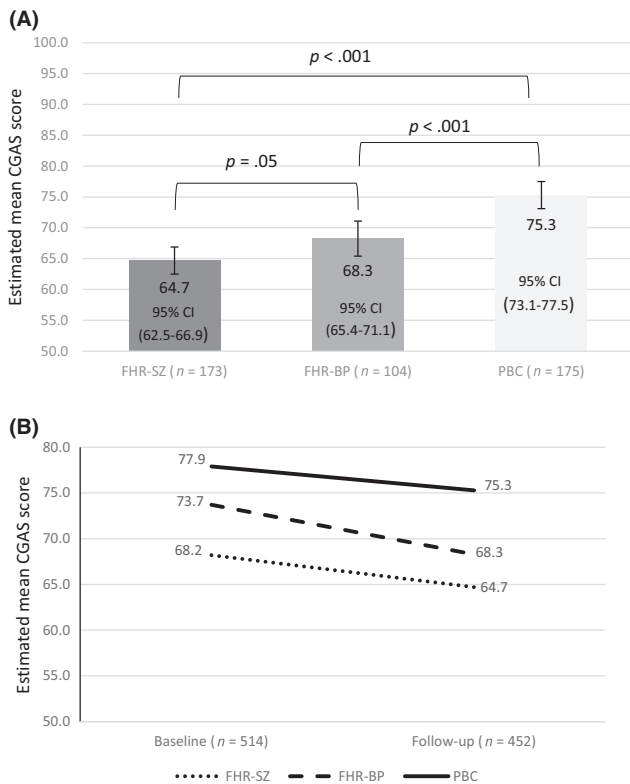 (A)
Estimated mean CGAS score
100.0
95.0
90.0
85.0
80.0
75.0
70.0
65.0
60.0
55.0
50.0
p < .001
p < .001
p = .05
64.7
95% CI
(62.5-66.9)
68.3
95% CI
(65.4-71.1)
75.3
95% CI
(73.1-77.5)
FHR-SZ (n = 173) FHR-BP (n = 104) PBC (n = 175)
(B)
Estimated mean CGAS score
80.0
75.0
70.0
65.0
60.0
55.0
50.0
77.9 75.3
73.7 68.3
68.2 64.7
Baseline (n = 514) Follow-up (n = 452)
FHR-SZ FHR-BP PBC